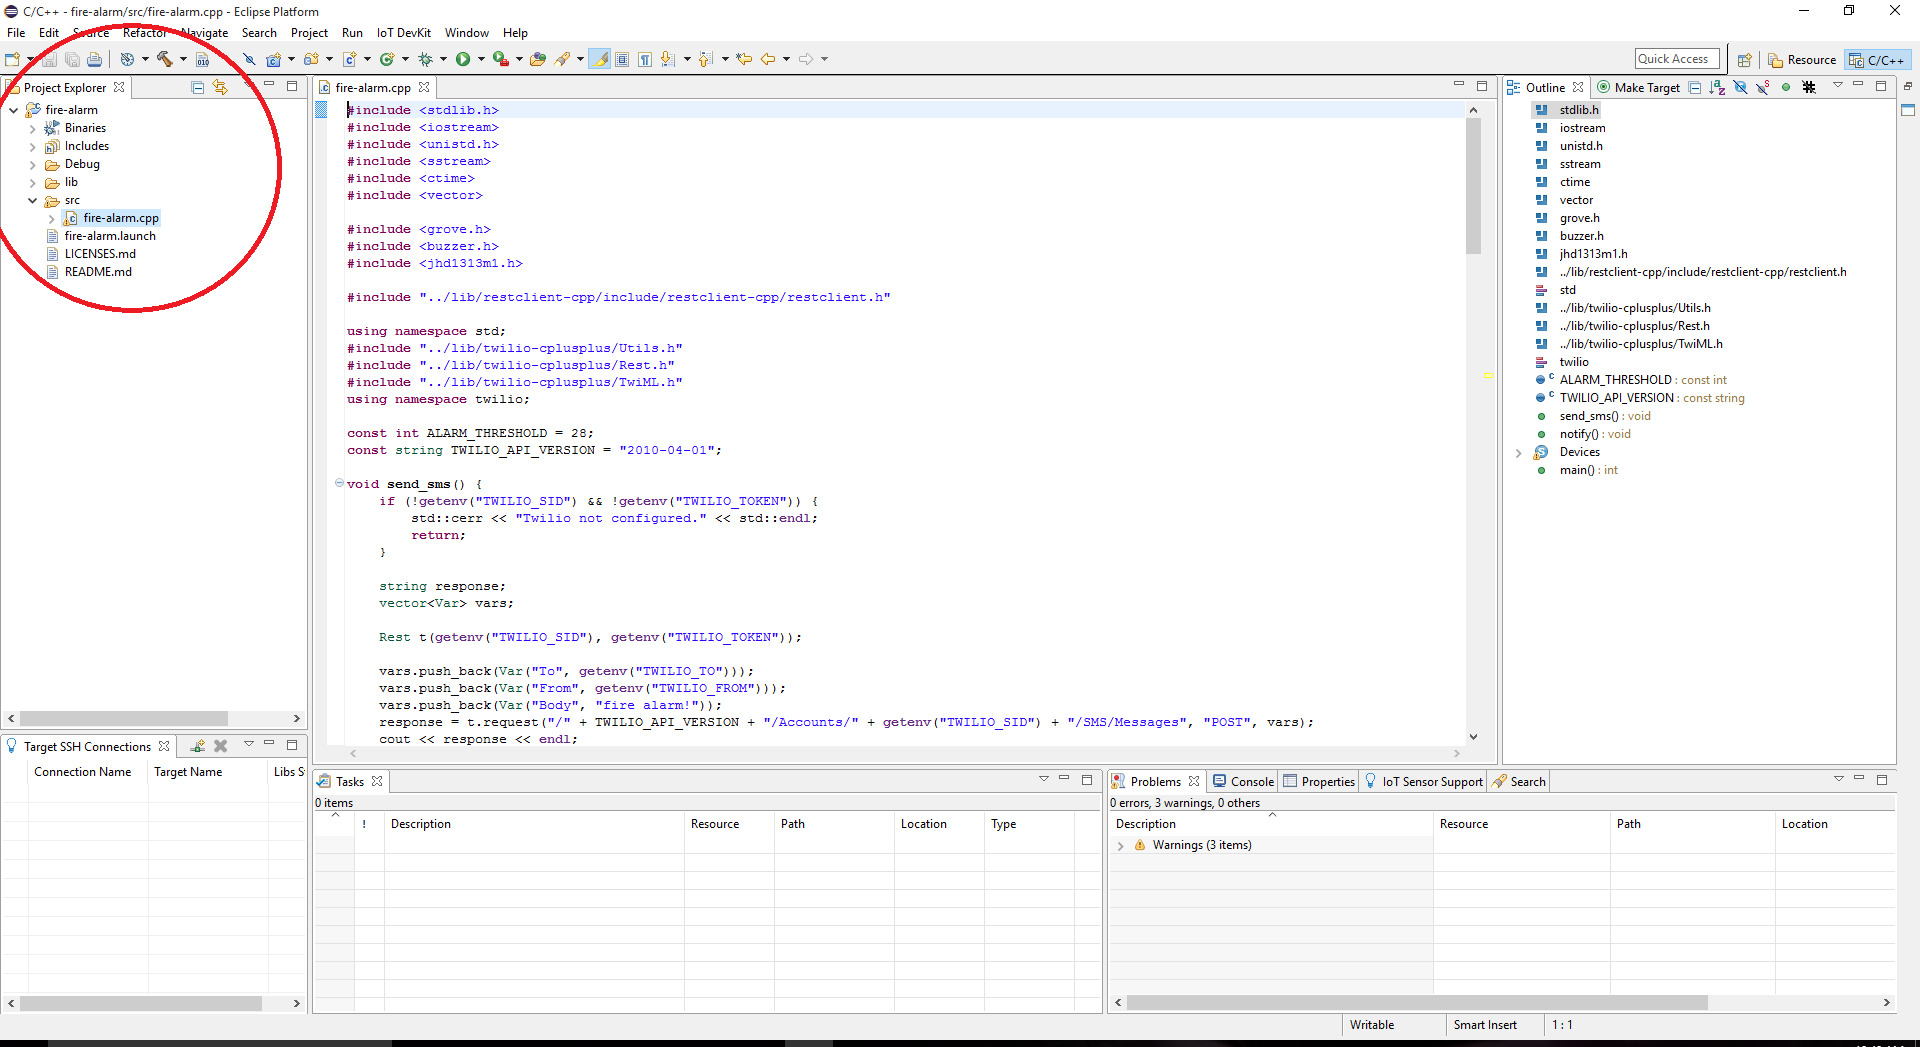 C/C++ - fire-alarm/src/fire-alarm.cpp - Eclipse Platform
File Edit Source Refactor Navigate Search Project Run IoT DevKit Window Help
Quick Access
Resource
C/C++
Project Explorer
fire-alarm
Binaries
Includes
Debug
lib
src
fire-alarm.cpp
fire-alarm.launch
LICENSES.md
README.md
fire-alarm.cpp
#include <stdlib.h>
#include <iostream>
#include <unistd.h>
#include <sstream>
#include <ctime>
#include <vector>
#include <grove.h>
#include <buzzer.h>
#include <jhd1313m1.h>
#include "../lib/restclient-cpp/include/restclient-cpp/restclient.h"
using namespace std;
#include "../lib/twilio-cplusplus/Utils.h"
#include "../lib/twilio-cplusplus/Rest.h"
#include "../lib/twilio-cplusplus/TwiML.h"
using namespace twilio;
const int ALARM_THRESHOLD = 28;
const string TWILIO_API_VERSION = "2010-04-01";
void send_sms() {
if (!getenv("TWILIO_SID") && !getenv("TWILIO_TOKEN")) {
std::cerr << "Twilio not configured." << std::endl;
return;
}
string response;
vector<Var> vars;
Rest t(getenv("TWILIO_SID"), getenv("TWILIO_TOKEN"));
vars.push_back(Var("To", getenv("TWILIO_TO")));
vars.push_back(Var("From", getenv("TWILIO_FROM")));
vars.push_back(Var("Body", "fire alarm!"));
response = t.request("/" + TWILIO_API_VERSION + "/Accounts/" + getenv("TWILIO_SID") + "/SMS/Messages", "POST", vars);
cout << response << endl;
Outline
Make Target
stdlib.h
iostream
unistd.h
sstream
ctime
vector
grove.h
buzzer.h
jhd1313m1.h
../lib/restclient-cpp/include/restclient-cpp/restclient.h
std
../lib/twilio-cplusplus/Utils.h
../lib/twilio-cplusplus/Rest.h
../lib/twilio-cplusplus/TwiML.h
twilio
ALARM_THRESHOLD : const int
TWILIO_API_VERSION : const string
send_sms() : void
notify() : void
Devices
main() : int
Target SSH Connections
Connection Name Target Name Libs S
Tasks
0 items
! Description Resource Path Location Type
Problems Console Properties IoT Sensor Support Search
0 errors, 3 warnings, 0 others
Description Resource Path Location
Warnings (3 items)
Writable Smart Insert 1 : 1